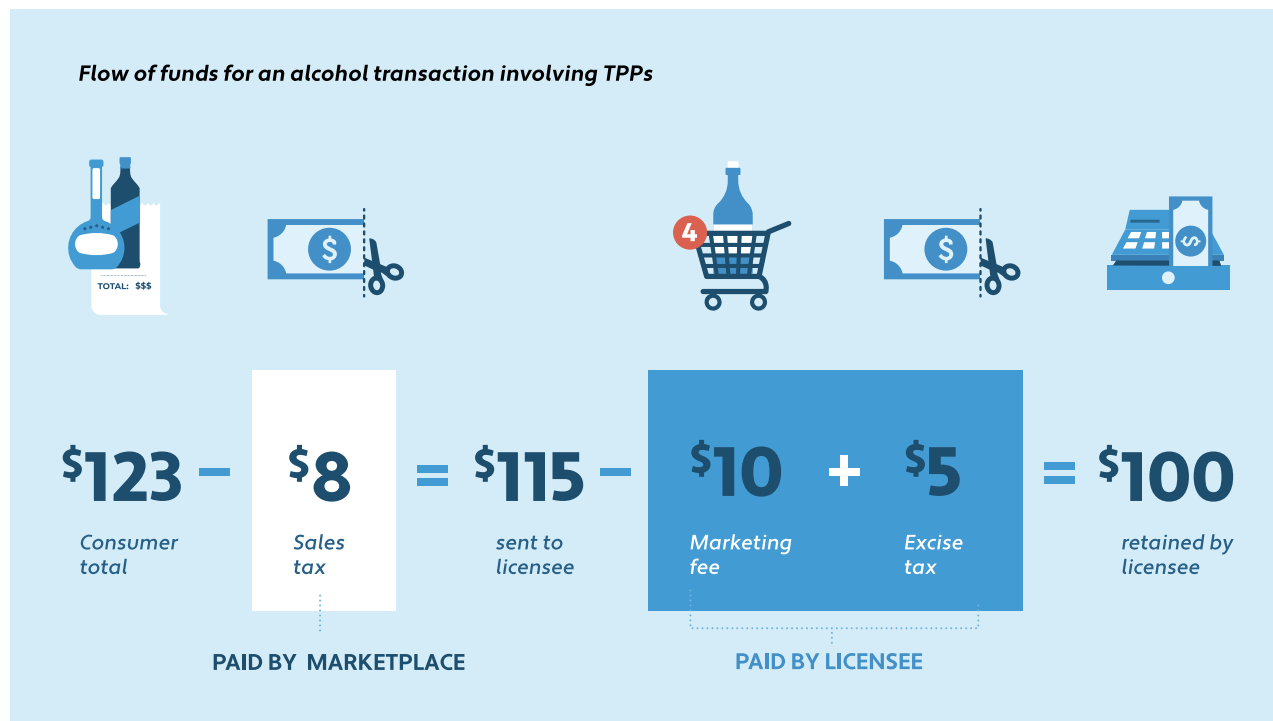 Flow of funds for an alcohol transaction involving TPPs
TOTAL: $$$
$
4
$
$
$123 – $8 = $115 – $10 + $5 = $100
Consumer total
Sales tax
sent to licensee
Marketing fee
Excise tax
retained by licensee
PAID BY MARKETPLACE
PAID BY LICENSEE